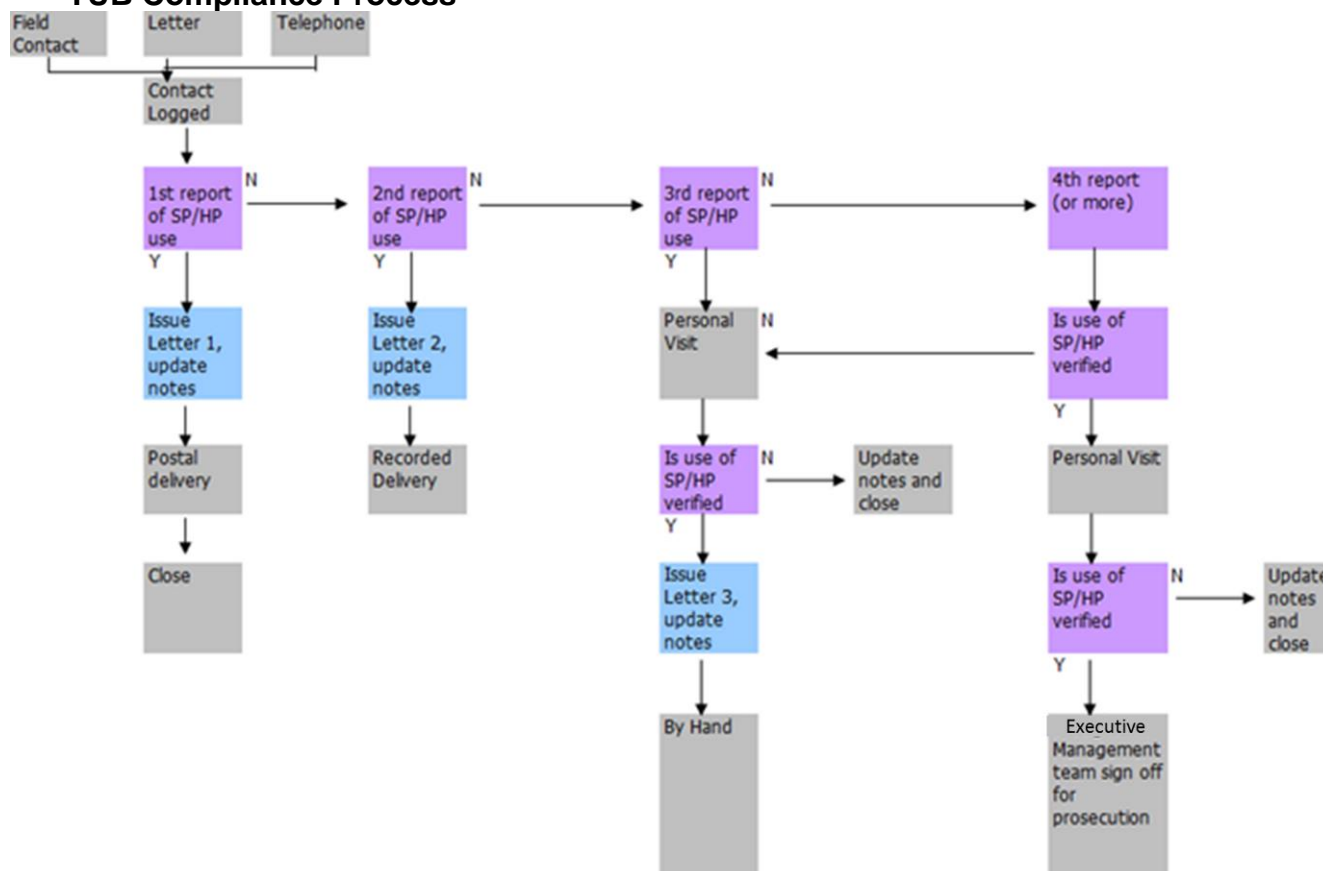 TUB Compliance Process
Field
Contact
Letter
Telephone
Contact
Logged
1st report
of SP/HP
use
N
Y
2nd report
of SP/HP
use
N
Y
3rd report
of SP/HP
use
N
Y
4th report
(or more)
Issue
Letter 1,
update
notes
Issue
Letter 2,
update
notes
Personal
Visit
N
Is use of
SP/HP
verified
Y
Postal
delivery
Recorded
Delivery
Is use of
SP/HP
verified
N
Y
Update
notes and
close
Personal Visit
Close
Issue
Letter 3,
update
notes
Is use of
SP/HP
verified
N
Y
Update
notes
and
close
By Hand
Executive
Management
team sign off
for
prosecution